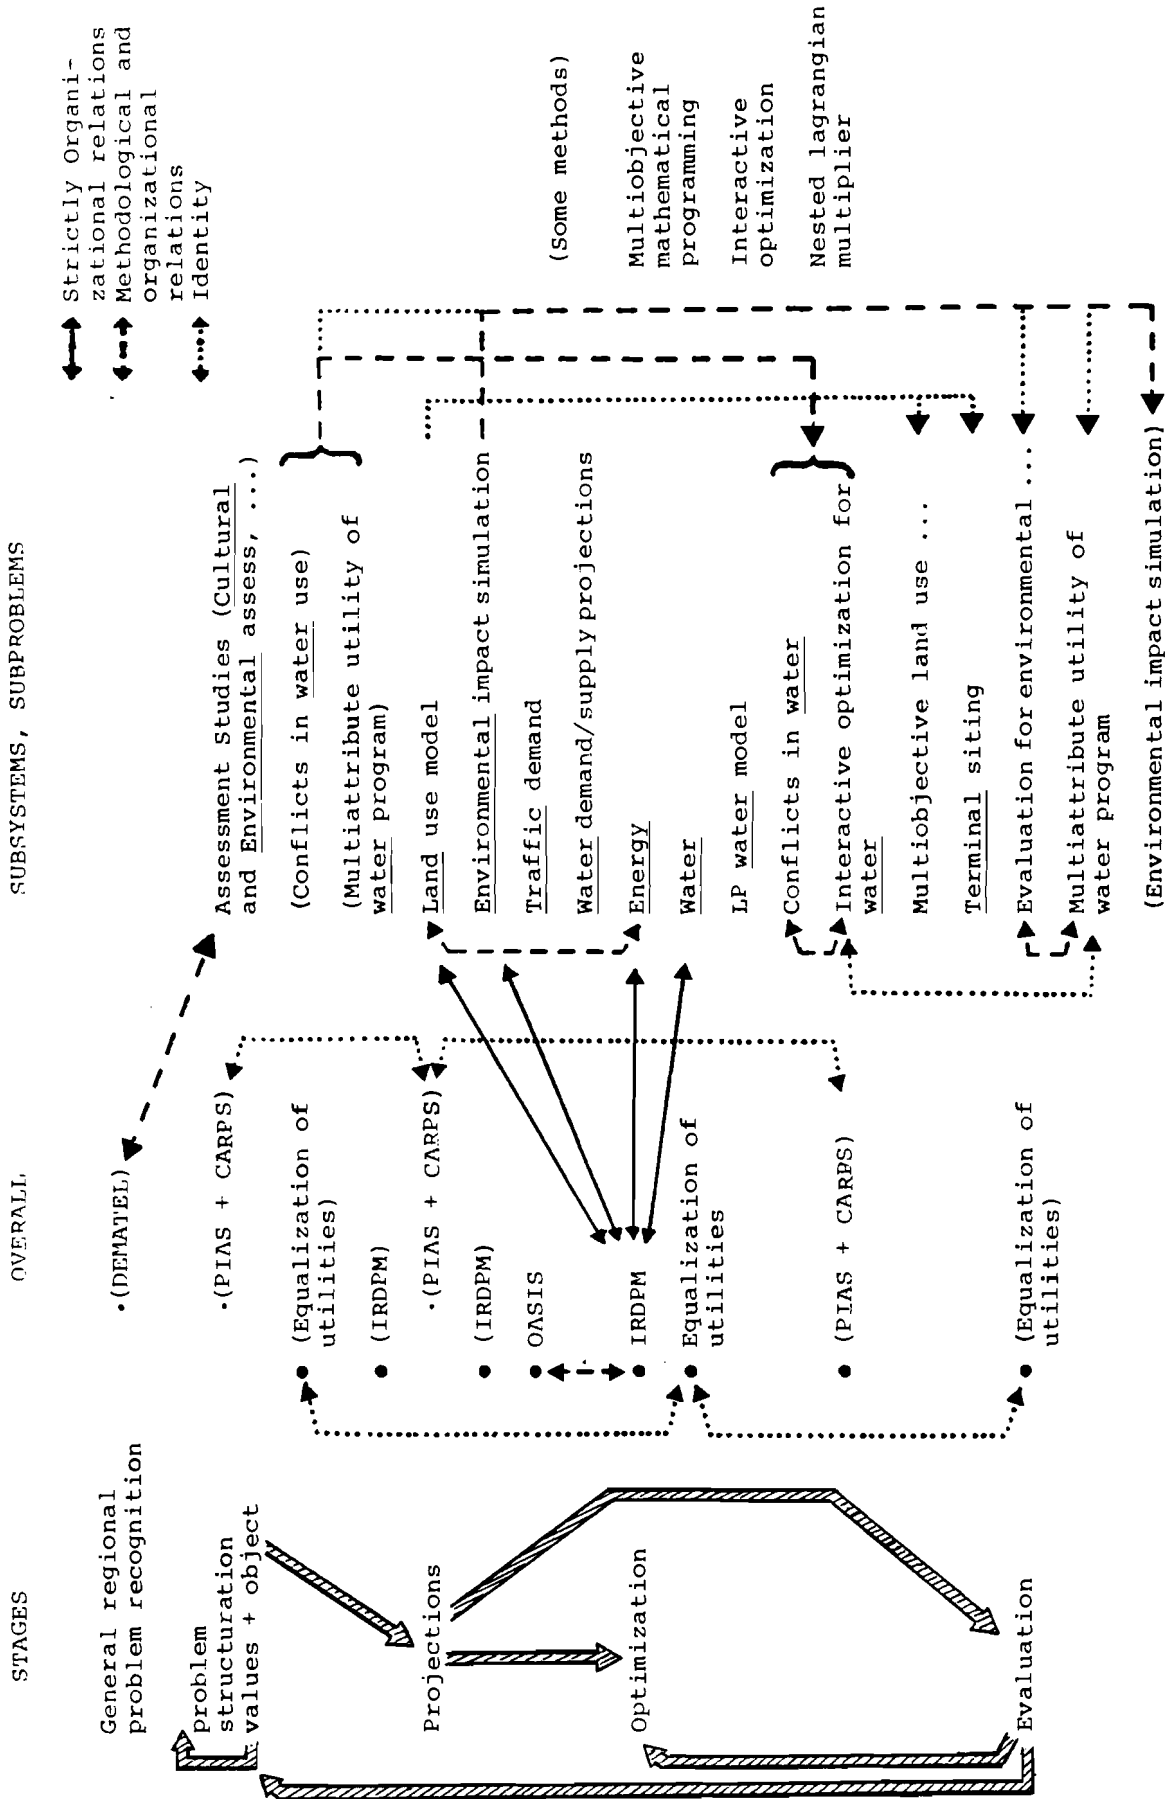 STAGES
General regional
problem recognition
problem
structuration
values + object
Projections
Optimization
Evaluation
OVERALL
•(DEMATEL)
•(PIAS + CARPS)
• (Equalization of
utilities)
• (IRDPM)
•(PIAS + CARPS)
• (IRDPM)
• OASIS
• IRDPM
• Equalization of
utilities
• (PIAS + CARPS)
• (Equalization of
utilities)
SUBSYSTEMS, SUBPROBLEMS
Assessment Studies (Cultural
and Environmental assess, ...)
(Conflicts in water use)
(Multiattribute utility of
water program)
Land use model
Environmental impact simulation
Traffic demand
Water demand/supply projections
Energy
Water
LP water model
Conflicts in water
Interactive optimization for
water
Multiobjective land use ...
Terminal siting
Evaluation for environmental ...
Multiattribute utility of
water program
(Environmental impact simulation)
Strictly Organi-
zational relations
Methodological and
organizational
relations
Identity
(Some methods)
Multiobjective
mathematical
programming
Interactive
optimization
Nested lagrangian
multiplier